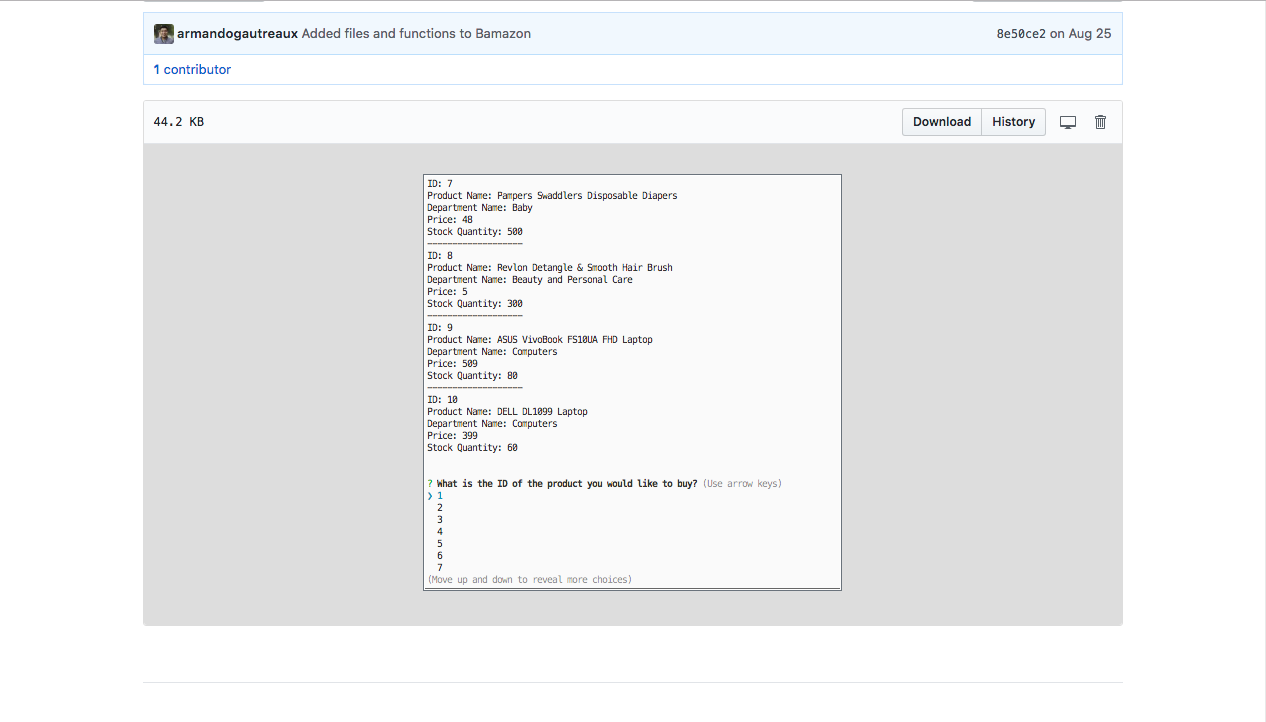 armandogautreaux Added files and functions to Bamazon 8e50ce2 on Aug 25
1 contributor
44.2 KB Download History
ID: 7
Product Name: Pampers Swaddlers Disposable Diapers
Department Name: Baby
Price: 48
Stock Quantity: 500
-------------------
ID: 8
Product Name: Revlon Detangle & Smooth Hair Brush
Department Name: Beauty and Personal Care
Price: 5
Stock Quantity: 300
-------------------
ID: 9
Product Name: ASUS VivoBook FS10UA FHD Laptop
Department Name: Computers
Price: 509
Stock Quantity: 80
-------------------
ID: 10
Product Name: DELL DL1099 Laptop
Department Name: Computers
Price: 399
Stock Quantity: 60
? What is the ID of the product you would like to buy? (Use arrow keys)
❯ 1
2
3
4
5
6
7
(Move up and down to reveal more choices)